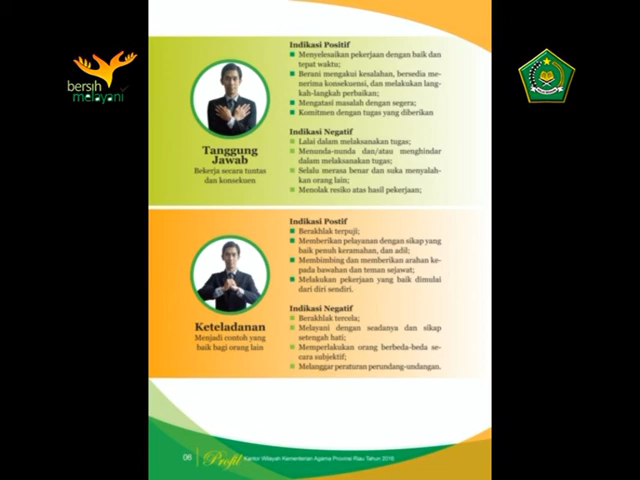 bersih
melayani
Indikasi Positif
Menyelesaikan pekerjaan dengan baik dan
tepat waktu;
Berani mengakui kesalahan, bersedia me-
nerima konsekuensi, dan melakukan lang-
kah-langkah perbaikan;
Mengatasi masalah dengan segera;
Komitmen dengan tugas yang diberikan
Tanggung
Jawab
Bekerja secara tuntas
dan konsekuen
Indikasi Negatif
Lalai dalam melaksanakan tugas;
Menunda-nunda dan/atau menghindar
dalam melaksanakan tugas;
Selalu merasa benar dan suka menyalah-
kan orang lain;
Menolak resiko atas hasil pekerjaan;
Indikasi Postif
Berakhlak terpuji;
Memberikan pelayanan dengan sikap yang
baik penuh keramahan, dan adil;
Membimbing dan memberikan arahan ke-
pada bawahan dan teman sejawat;
Melakukan pekerjaan yang baik dimulai
dari diri sendiri.
Keteladanan
Menjadi contoh yang
baik bagi orang lain
Indikasi Negatif
Berakhlak tercela;
Melayani dengan seadanya dan sikap
setengah hati;
Memperlakukan orang berbeda-beda se-
cara subjektif;
Melanggar peraturan perundang-undangan.
06 Profil Kantor Wilayah Kementerian Agama Provinsi Riau Tahun 2016